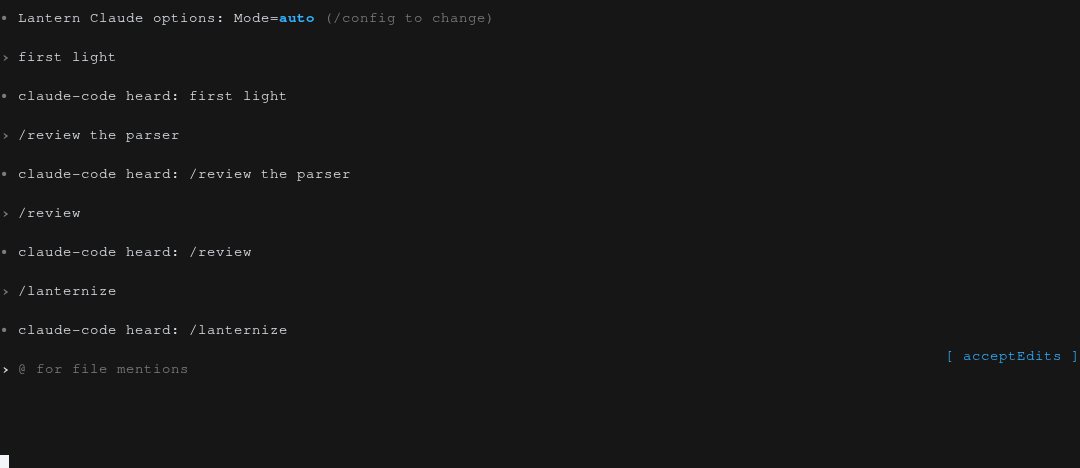 • Lantern Claude options: Mode=auto (/config to change)
› first light
• claude-code heard: first light
› /review the parser
• claude-code heard: /review the parser
› /review
• claude-code heard: /review
› /lanternize
• claude-code heard: /lanternize
[ acceptEdits ]
› @ for file mentions